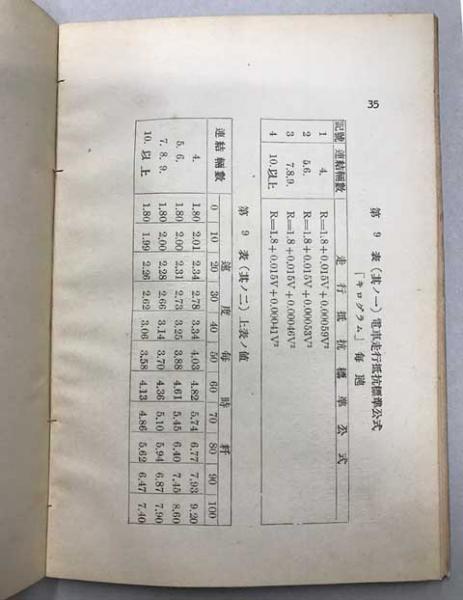 35
第 9 表 (其ノ一) 電車走行抵抗標準公式
「キログラム」毎瓲
記號 連結輛數 走行抵抗標準公式
1 4. R=1.8+0.015V+0.00059V²
2 5.6. R=1.8+0.015V+0.00053V²
3 7.8.9. R=1.8+0.015V+0.00046V²
4 10.以上 R=1.8+0.015V+0.00041V²
第 9 表 (其ノ二) 上表ノ値
連結輛數 速度 毎時 粁
0 10 20 30 40 50 60 70 80 90 100
4. 1.80 2.01 2.34 2.78 3.34 4.03 4.82 5.74 6.77 7.93 9.20
5. 6. 1.80 2.00 2.31 2.73 3.25 3.88 4.61 5.45 6.40 7.45 8.60
7. 8. 9. 1.80 2.00 2.28 2.66 3.14 3.70 4.36 5.10 5.94 6.87 7.90
10. 以上 1.80 1.99 2.26 2.62 3.06 3.58 4.13 4.86 5.62 6.47 7.40